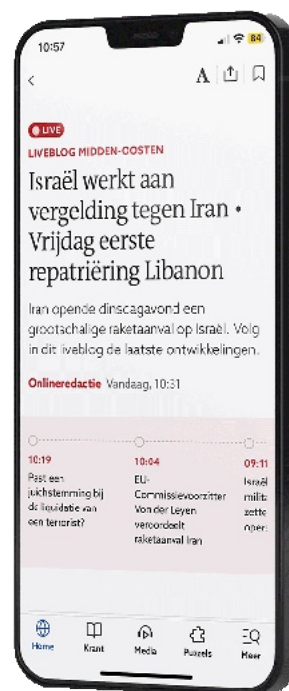 10:57
84
A
LIVE
LIVEBLOG MIDDEN-OOSTEN
Israël werkt aan
vergelding tegen Iran •
Vrijdag eerste
repatriëring Libanon
Iran opende dinsdagavond een
grootschalige raketaanval op Israël. Volg
in dit liveblog de laatste ontwikkelingen.
Onlineredactie Vandaag, 10:31
10:19
Past een
juichstemming bij
de liquidatie van
een terrorist?
10:04
EU-
Commissievoorzitter
Von der Leyen
veroordeelt
raketaanval Iran
09:11
Israël
milita
zette
oper
Home
Krant
Media
Puzzels
Meer